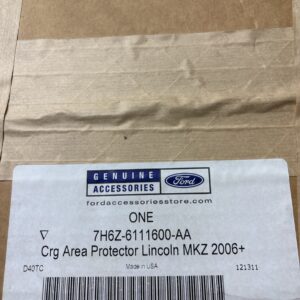 GENUINE
ACCESSORIES
Ford
fordaccessoriesstore.com
ONE
7H6Z-6111600-AA
Crg Area Protector Lincoln MKZ 2006+
D40TC
Made in USA
121311